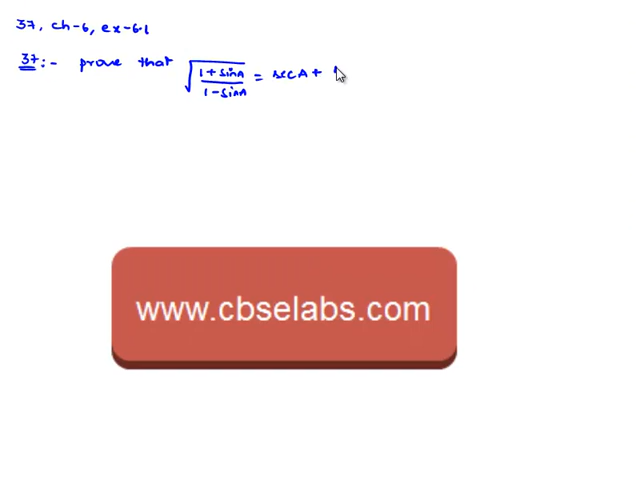 37, ch-6, ex-6.1
37:- prove that √((1+sinA)/(1-sinA)) = secA +
www.cbselabs.com